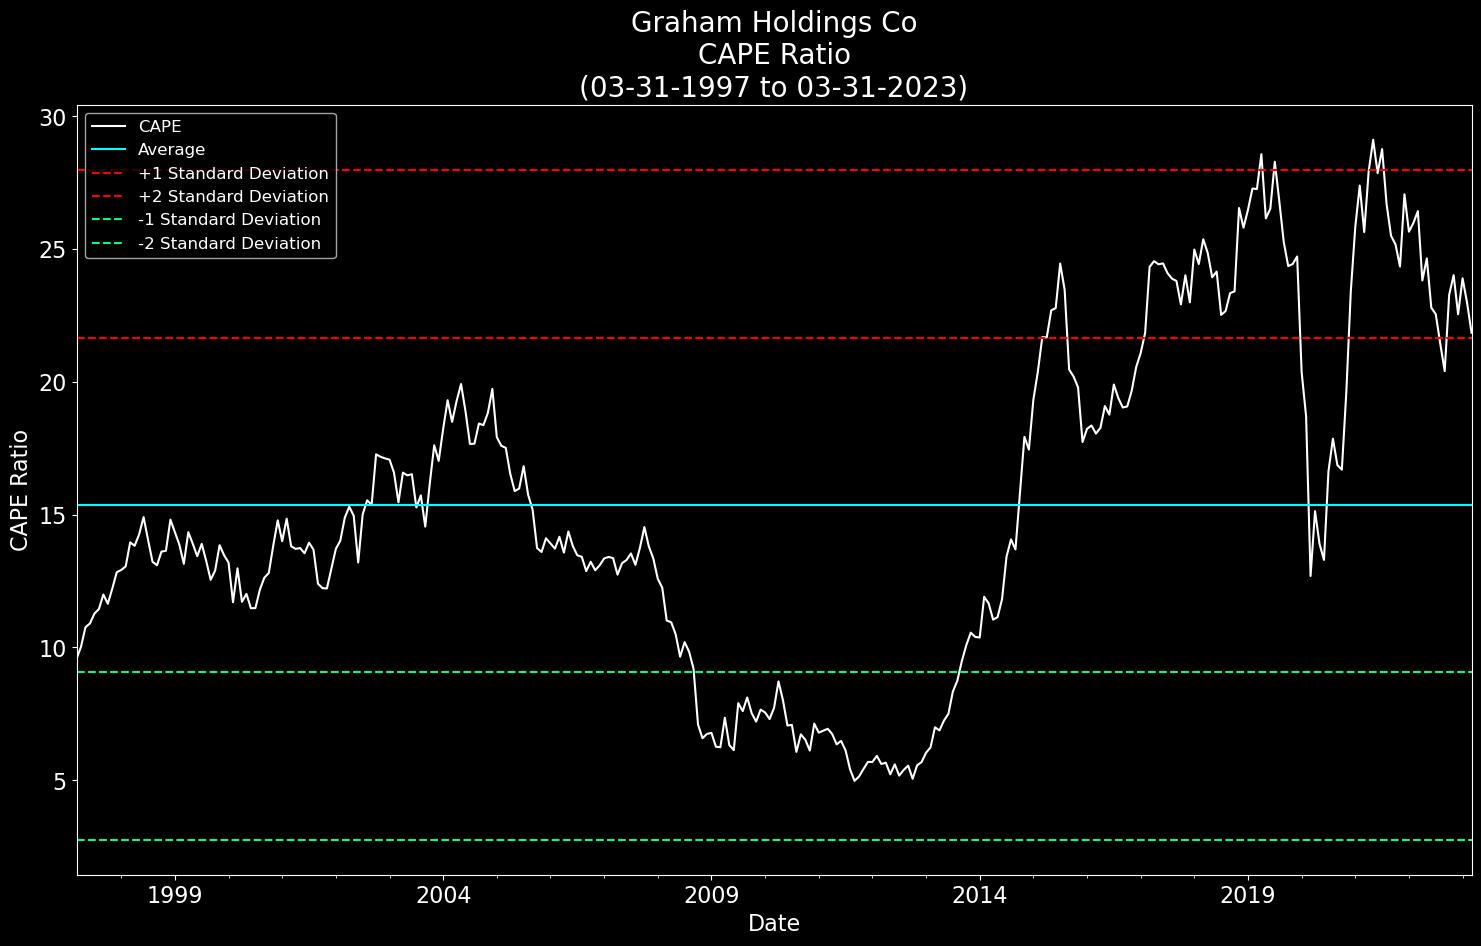 Graham Holdings Co
CAPE Ratio
(03-31-1997 to 03-31-2023)
CAPE
Average
+1 Standard Deviation
+2 Standard Deviation
-1 Standard Deviation
-2 Standard Deviation
CAPE Ratio
30
25
20
15
10
5
1999 2004 2009 2014 2019
Date